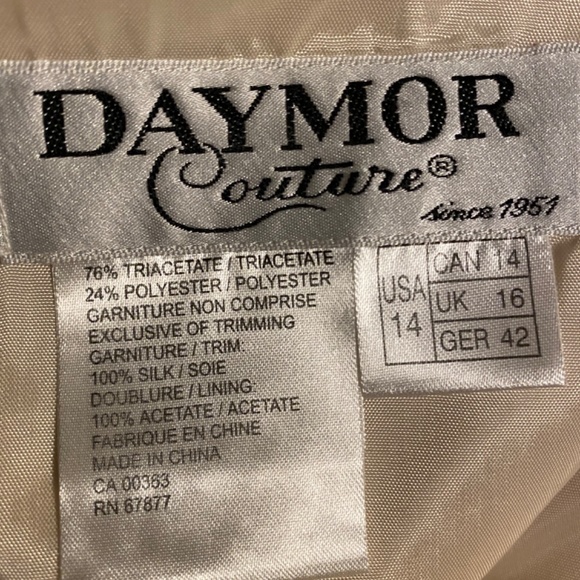 DAYMOR
Couture®
since 1951
76% TRIACETATE / TRIACETATE
24% POLYESTER / POLYESTER
GARNITURE NON COMPRISE
EXCLUSIVE OF TRIMMING
GARNITURE / TRIM:
100% SILK / SOIE
DOUBLURE / LINING:
100% ACETATE / ACETATE
FABRIQUE EN CHINE
MADE IN CHINA
CA 00363
RN 67877
USA
14
CAN 14
UK 16
GER 42